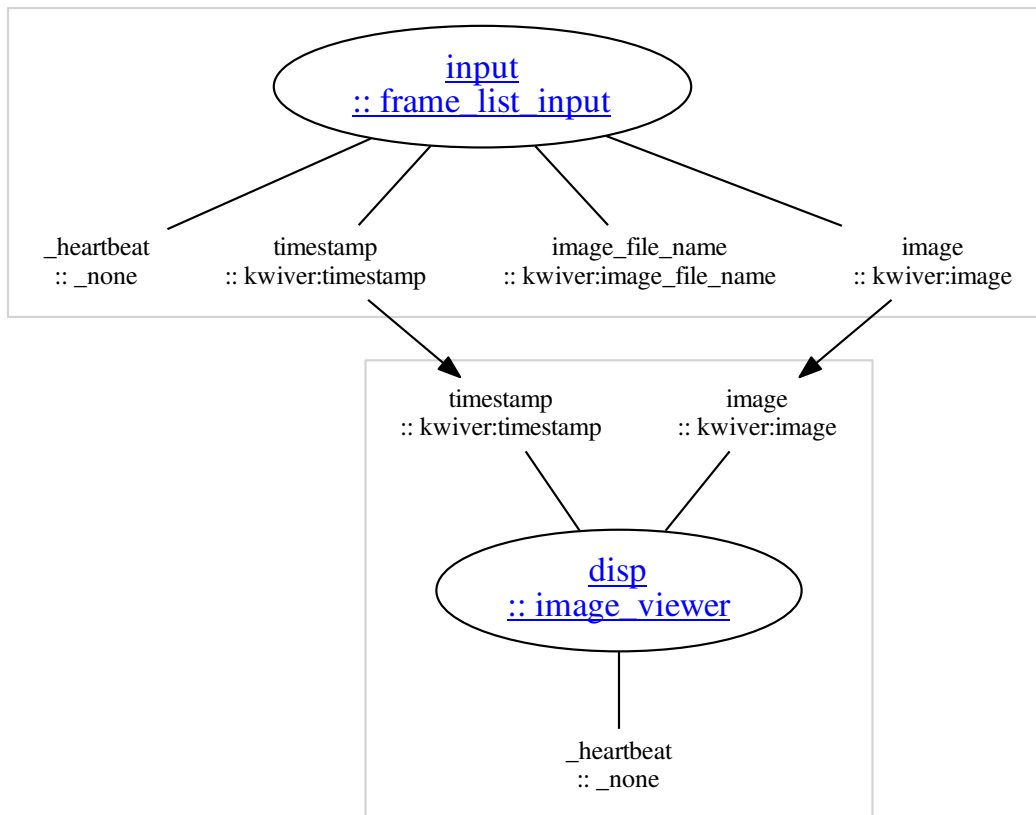 input
:: frame_list_input
_heartbeat
:: _none
timestamp
:: kwiver:timestamp
image_file_name
:: kwiver:image_file_name
image
:: kwiver:image
timestamp
:: kwiver:timestamp
image
:: kwiver:image
disp
:: image_viewer
_heartbeat
:: _none